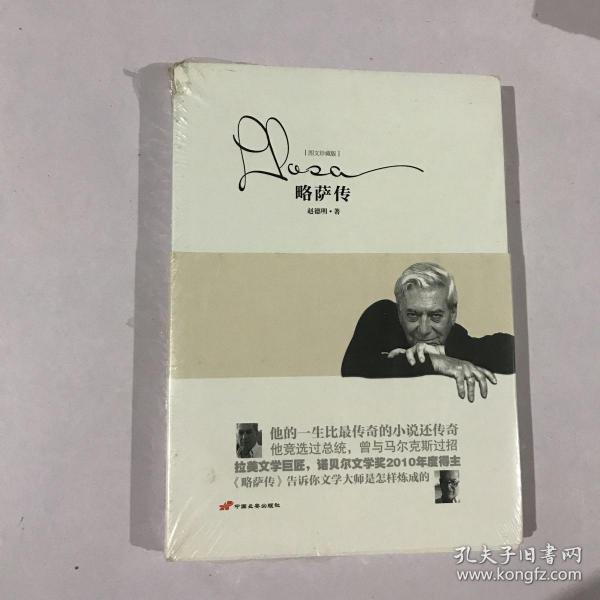 Llosa
[图文珍藏版]
略萨传
赵德明·著
他的一生比最传奇的小说还传奇
他竞选过总统，曾与马尔克斯过招
拉美文学巨匠，诺贝尔文学奖2010年度得主
《略萨传》告诉你文学大师是怎样炼成的
中国长安出版社
孔夫子旧书网
www.kongfz.com